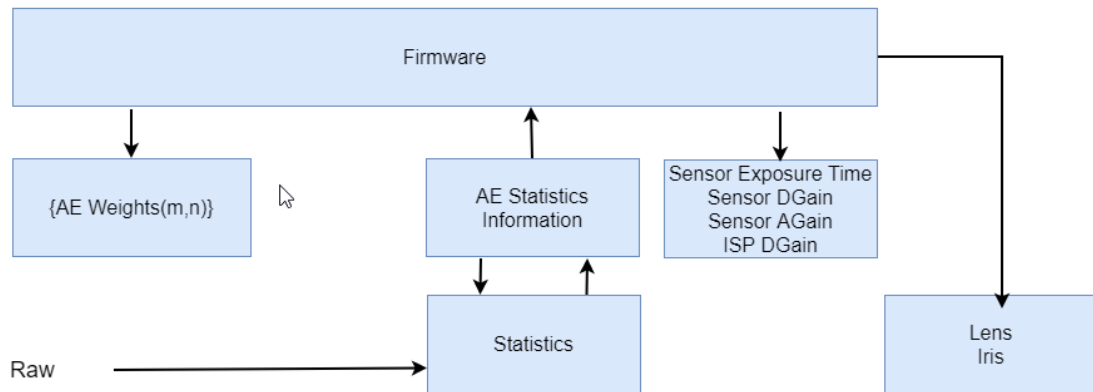 Firmware
{AE Weights(m,n)}
AE Statistics
Information
Sensor Exposure Time
Sensor DGain
Sensor AGain
ISP DGain
Statistics
Lens
Iris
Raw